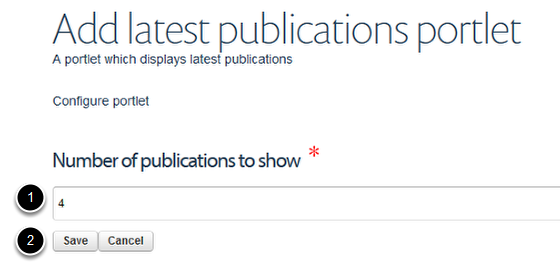 Add latest publications portlet
A portlet which displays latest publications
Configure portlet
Number of publications to show *
1 4
2 Save Cancel